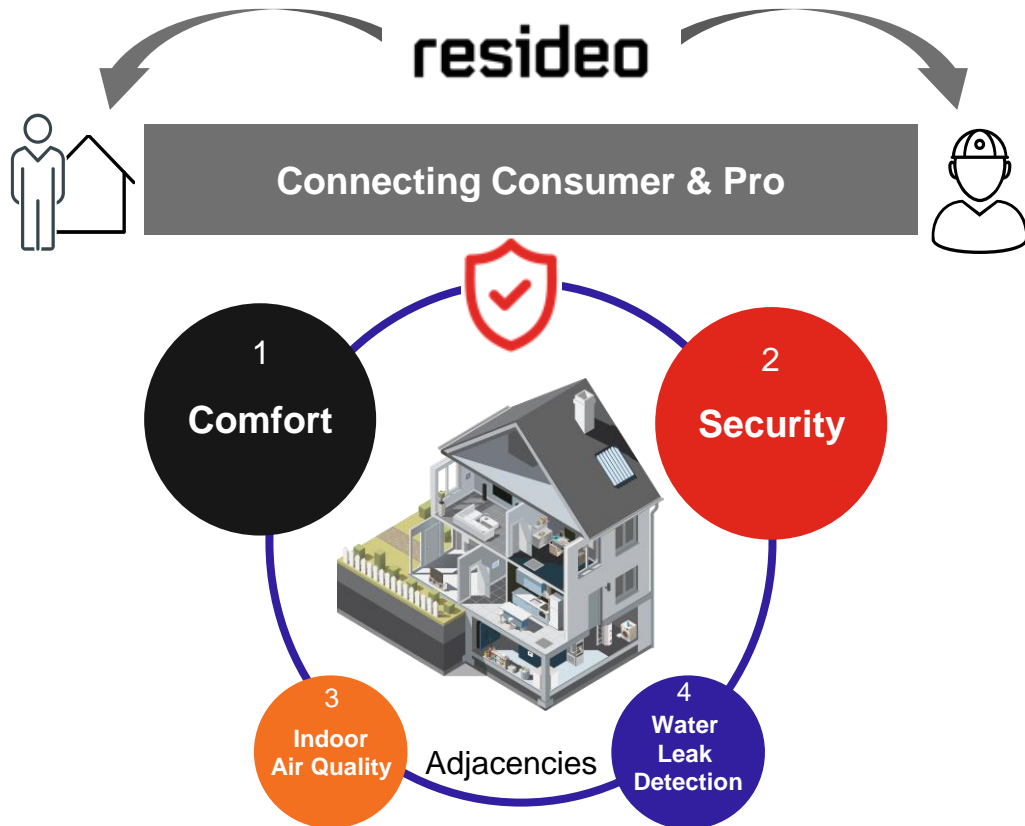 resideo
Connecting Consumer & Pro
1
Comfort
2
Security
3
Indoor
Air Quality
Adjacencies
4
Water
Leak
Detection